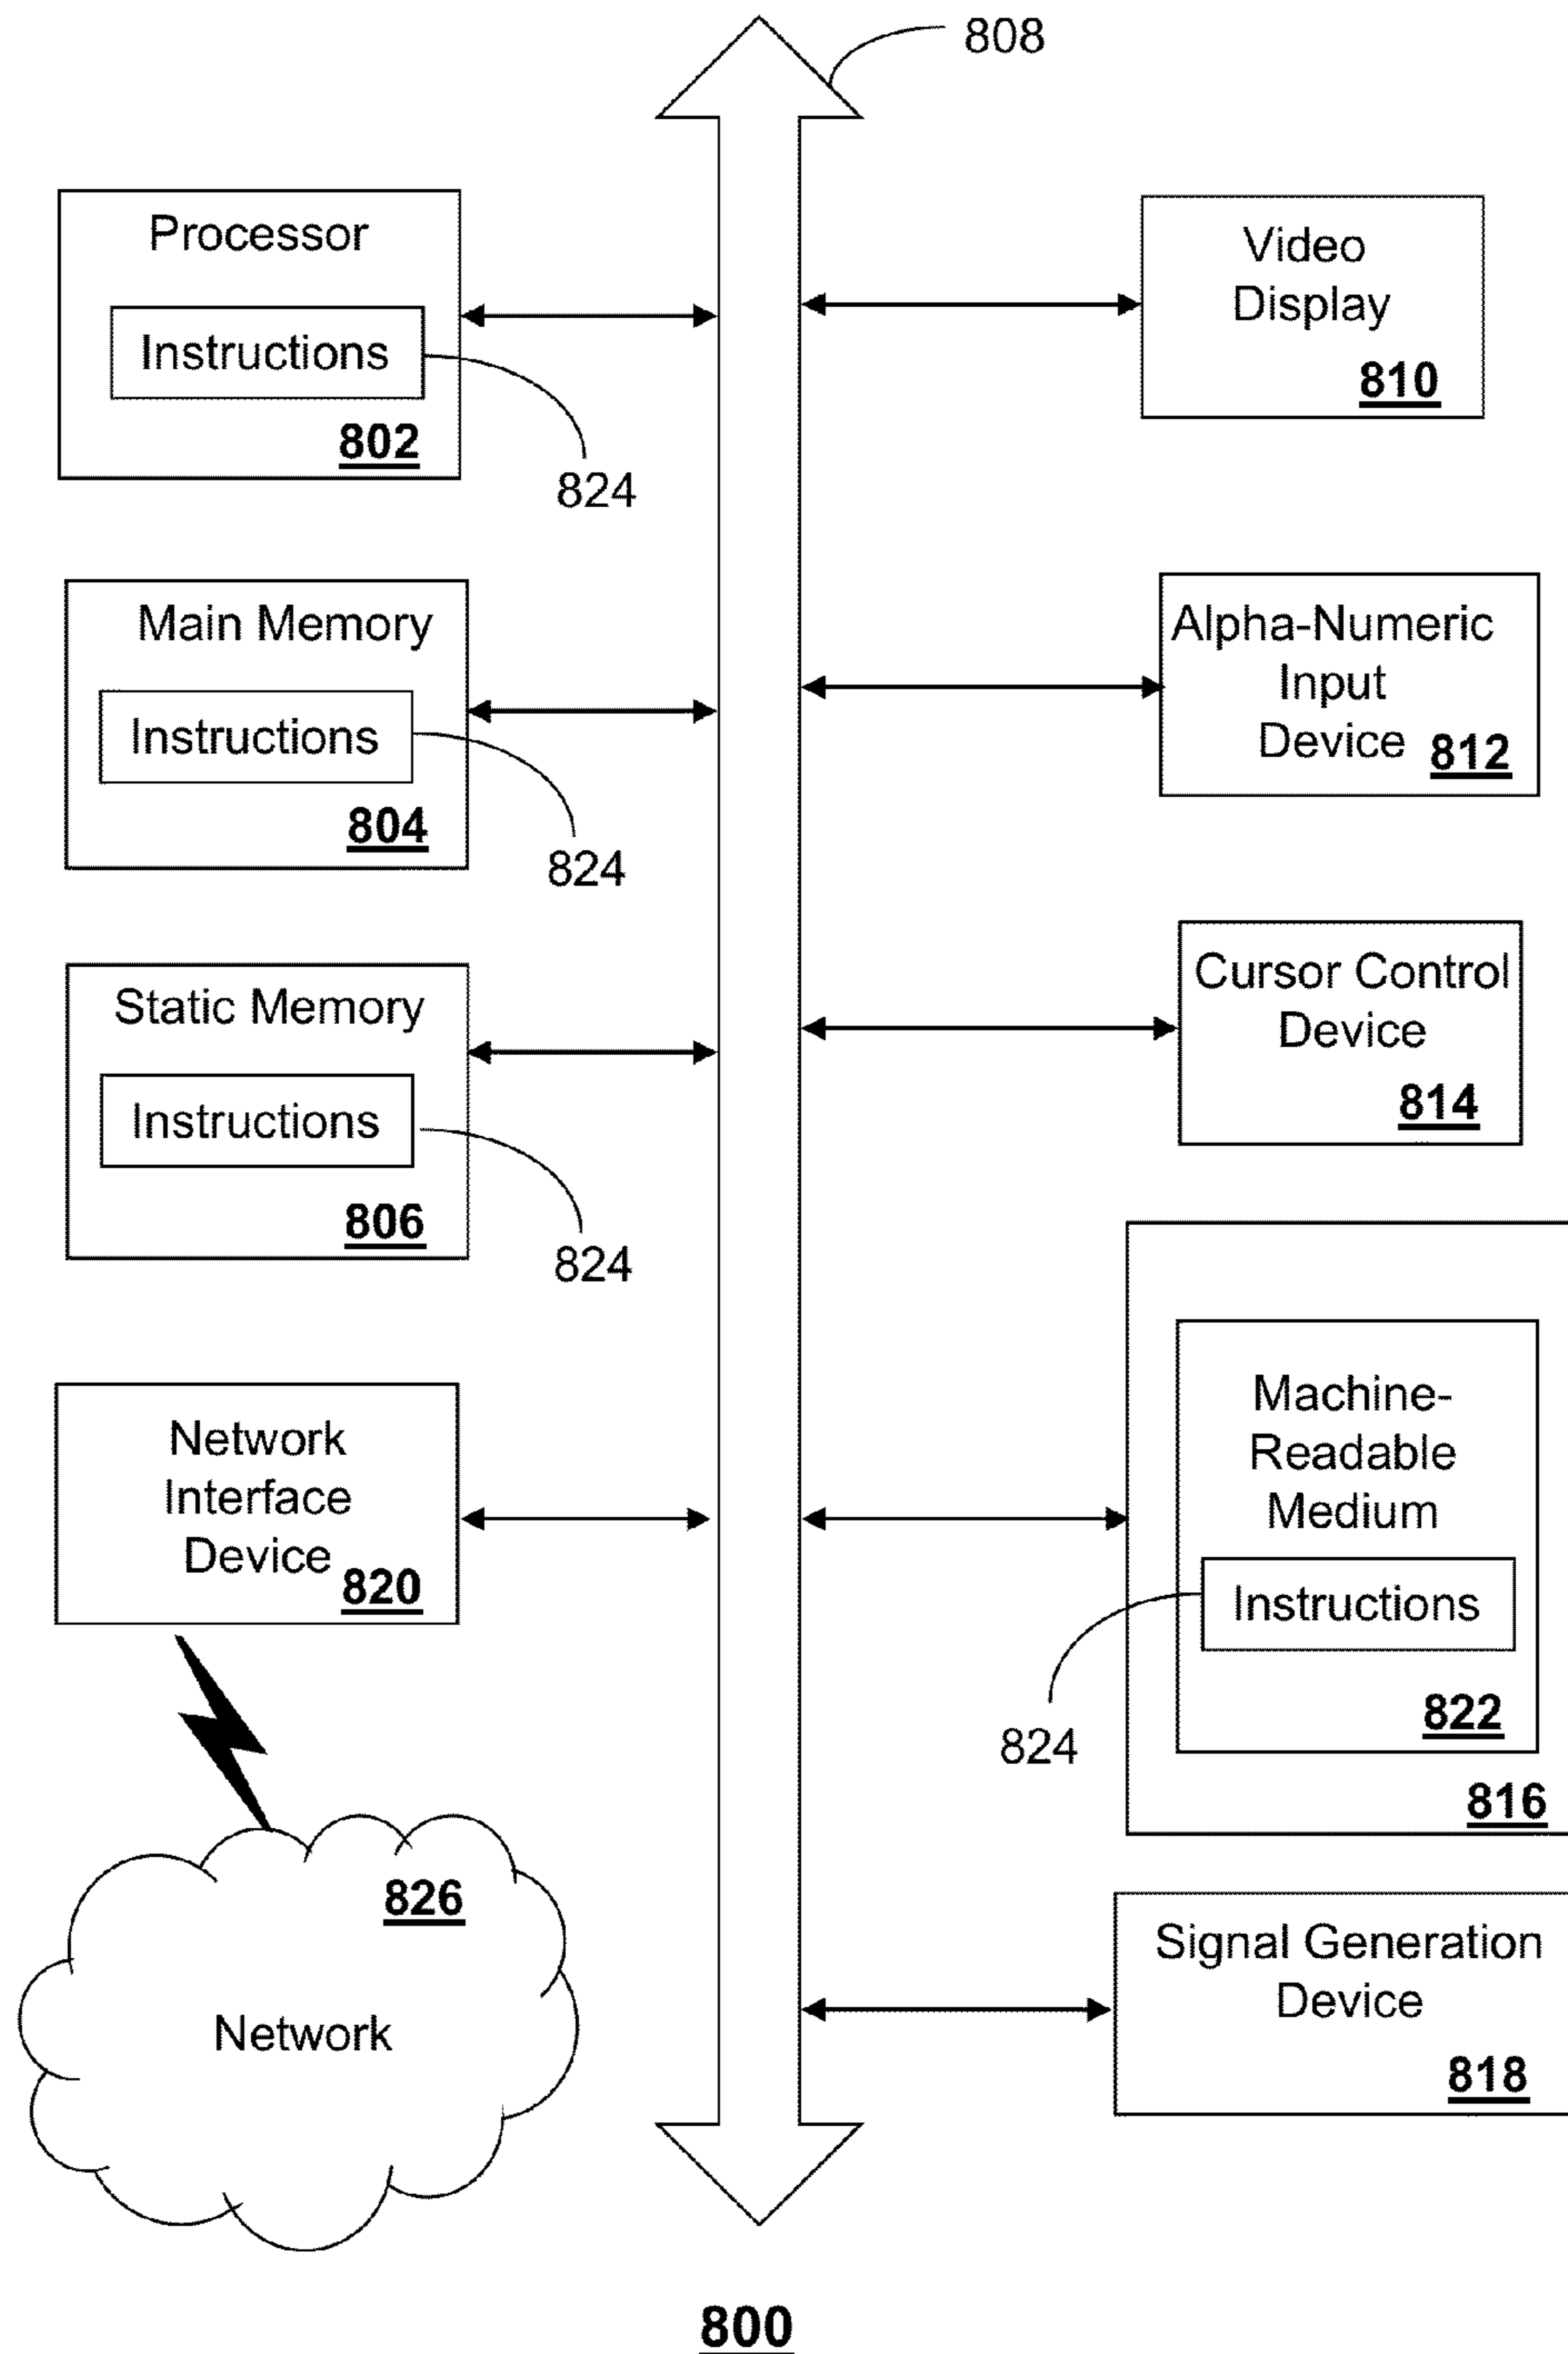 808
Processor
Instructions
802
824
Main Memory
Instructions
804
824
Static Memory
Instructions
806
824
Network
Interface
Device
820
826
Network
Video
Display
810
Alpha-Numeric
Input
Device
812
Cursor Control
Device
814
Machine-
Readable
Medium
Instructions
824
822
816
Signal Generation
Device
818
800